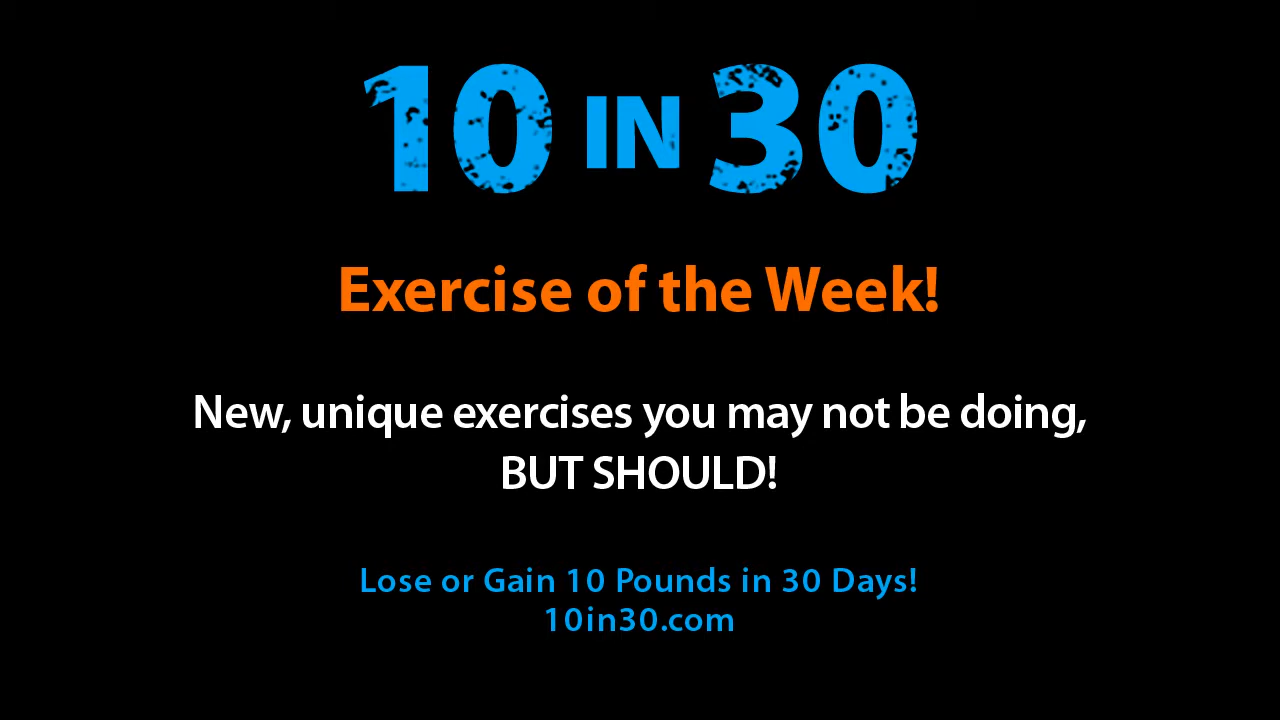 10 IN 30
Exercise of the Week!
New, unique exercises you may not be doing,
BUT SHOULD!
Lose or Gain 10 Pounds in 30 Days!
10in30.com